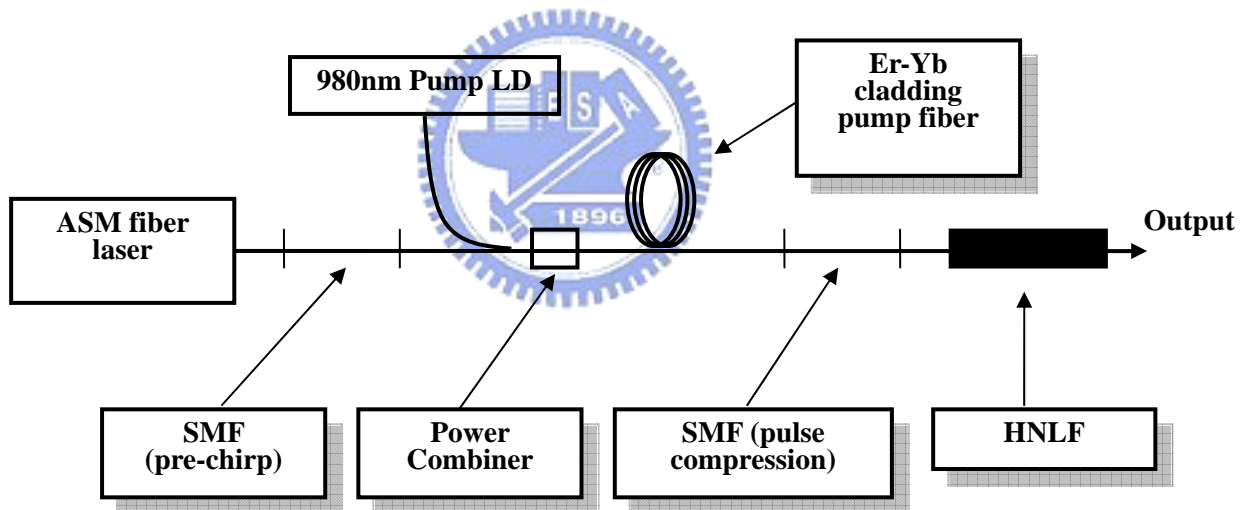 980nm Pump LD
Er-Yb
cladding
pump fiber
ASM fiber
laser
Output
E S A
1896
SMF
(pre-chirp)
Power
Combiner
SMF (pulse
compression)
HNLF